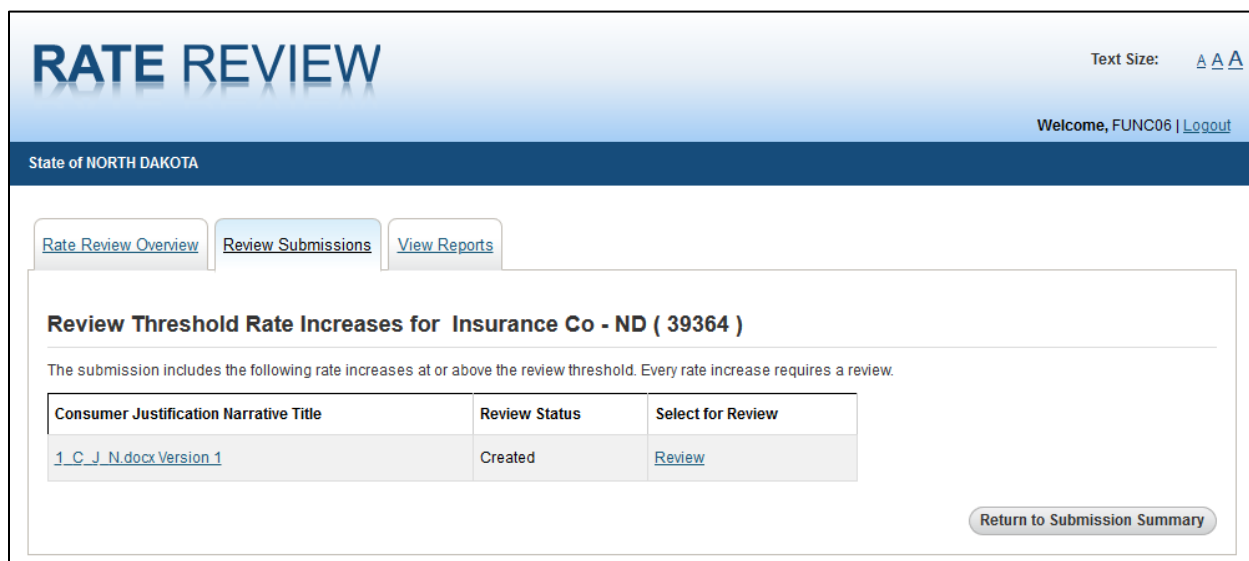 RATE REVIEW
Text Size: A A A
Welcome, FUNC06 | Logout
State of NORTH DAKOTA
Rate Review Overview Review Submissions View Reports
Review Threshold Rate Increases for Insurance Co - ND ( 39364 )
The submission includes the following rate increases at or above the review threshold. Every rate increase requires a review.
Consumer Justification Narrative Title Review Status Select for Review
1_C_J_N.docx Version 1 Created Review
Return to Submission Summary